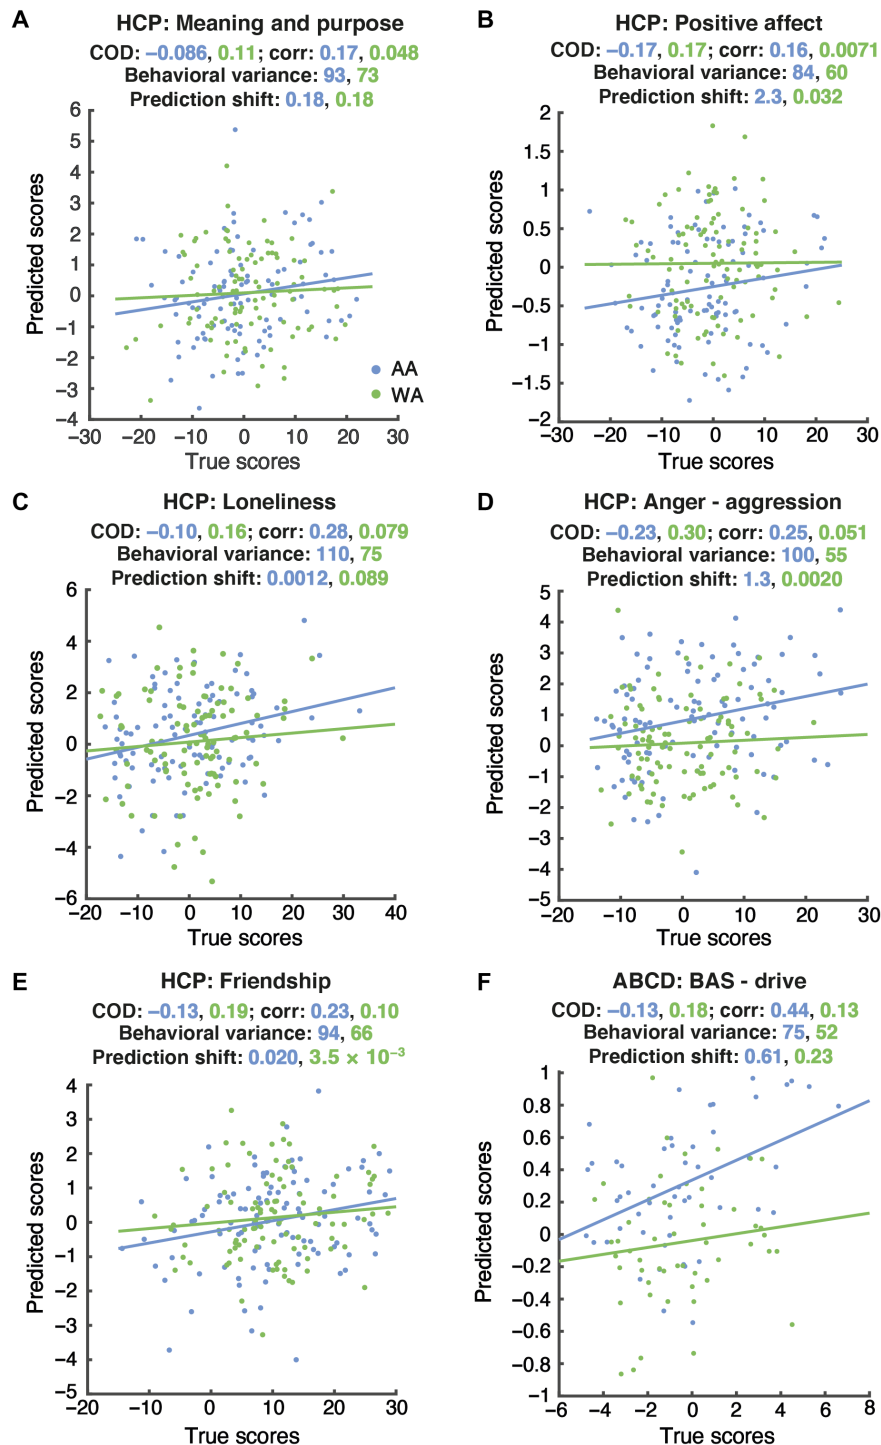 A
HCP: Meaning and purpose
COD: −0.086, 0.11; corr: 0.17, 0.048
Behavioral variance: 93, 73
Prediction shift: 0.18, 0.18
6
5
4
3
2
1
0
−1
−2
−3
−4
Predicted scores
AA
WA
−30 −20 −10 0 10 20 30
True scores
B
HCP: Positive affect
COD: −0.17, 0.17; corr: 0.16, 0.0071
Behavioral variance: 84, 60
Prediction shift: 2.3, 0.032
2
1.5
1
0.5
0
−0.5
−1
−1.5
−2
Predicted scores
−30 −20 −10 0 10 20 30
True scores
C
HCP: Loneliness
COD: −0.10, 0.16; corr: 0.28, 0.079
Behavioral variance: 110, 75
Prediction shift: 0.0012, 0.089
6
4
2
0
−2
−4
−6
Predicted scores
−20 −10 0 10 20 30 40
True scores
D
HCP: Anger - aggression
COD: −0.23, 0.30; corr: 0.25, 0.051
Behavioral variance: 100, 55
Prediction shift: 1.3, 0.0020
5
4
3
2
1
0
−1
−2
−3
−4
−5
Predicted scores
−20 −10 0 10 20 30
True scores
E
HCP: Friendship
COD: −0.13, 0.19; corr: 0.23, 0.10
Behavioral variance: 94, 66
Prediction shift: 0.020, 3.5 × 10−3
4
3
2
1
0
−1
−2
−3
−4
−5
Predicted scores
−20 −10 0 10 20 30
True scores
F
ABCD: BAS - drive
COD: −0.13, 0.18; corr: 0.44, 0.13
Behavioral variance: 75, 52
Prediction shift: 0.61, 0.23
1
0.8
0.6
0.4
0.2
0
−0.2
−0.4
−0.6
−0.8
−1
Predicted scores
−6 −4 −2 0 2 4 6 8
True scores